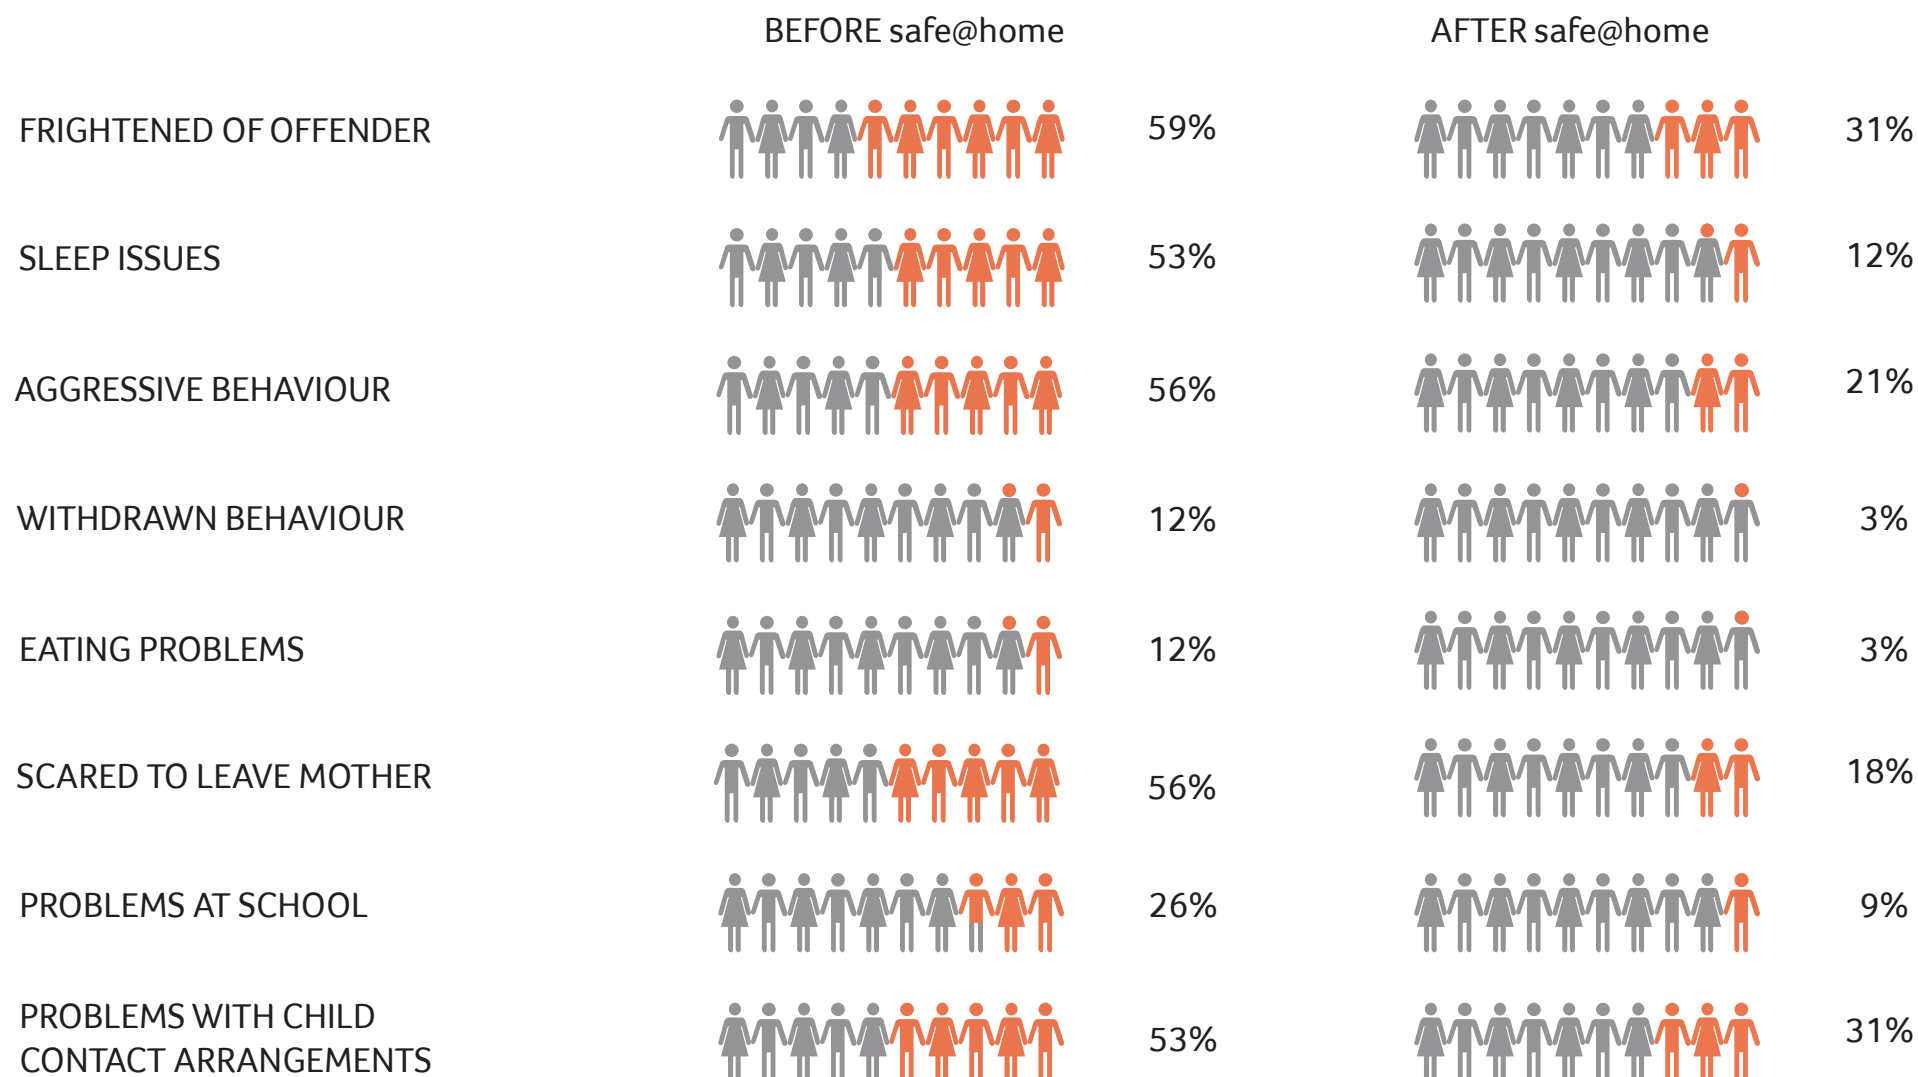 BEFORE safe@home AFTER safe@home
FRIGHTENED OF OFFENDER 59% 31%
SLEEP ISSUES 53% 12%
AGGRESSIVE BEHAVIOUR 56% 21%
WITHDRAWN BEHAVIOUR 12% 3%
EATING PROBLEMS 12% 3%
SCARED TO LEAVE MOTHER 56% 18%
PROBLEMS AT SCHOOL 26% 9%
PROBLEMS WITH CHILD
CONTACT ARRANGEMENTS 53% 31%